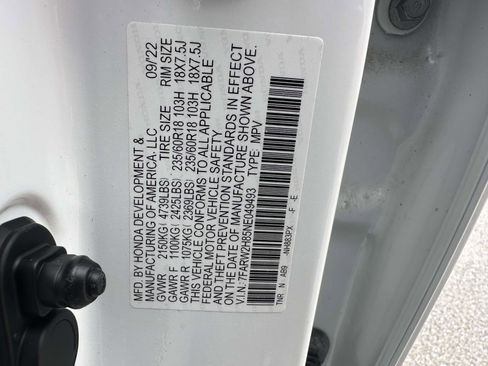 MFD. BY HONDA DEVELOPMENT & 09/22
MANUFACTURING OF AMERICA, LLC
GVWR 2150KG( 4739LBS) TIRE SIZE RIM SIZE
GAWR F 1100KG( 2425LBS) 235/60R18 103H 18X7.5J
GAWR R 1075KG( 2369LBS) 235/60R18 103H 18X7.5J
THIS VEHICLE CONFORMS TO ALL APPLICABLE
FEDERAL MOTOR VEHICLE SAFETY
AND THEFT PREVENTION STANDARDS IN EFFECT
ON THE DATE OF MANUFACTURE SHOWN ABOVE.
V.I.N.: 7FARW2H85NE049493 TYPE: MPV
TNR N AB9 -NH883PX -F -E